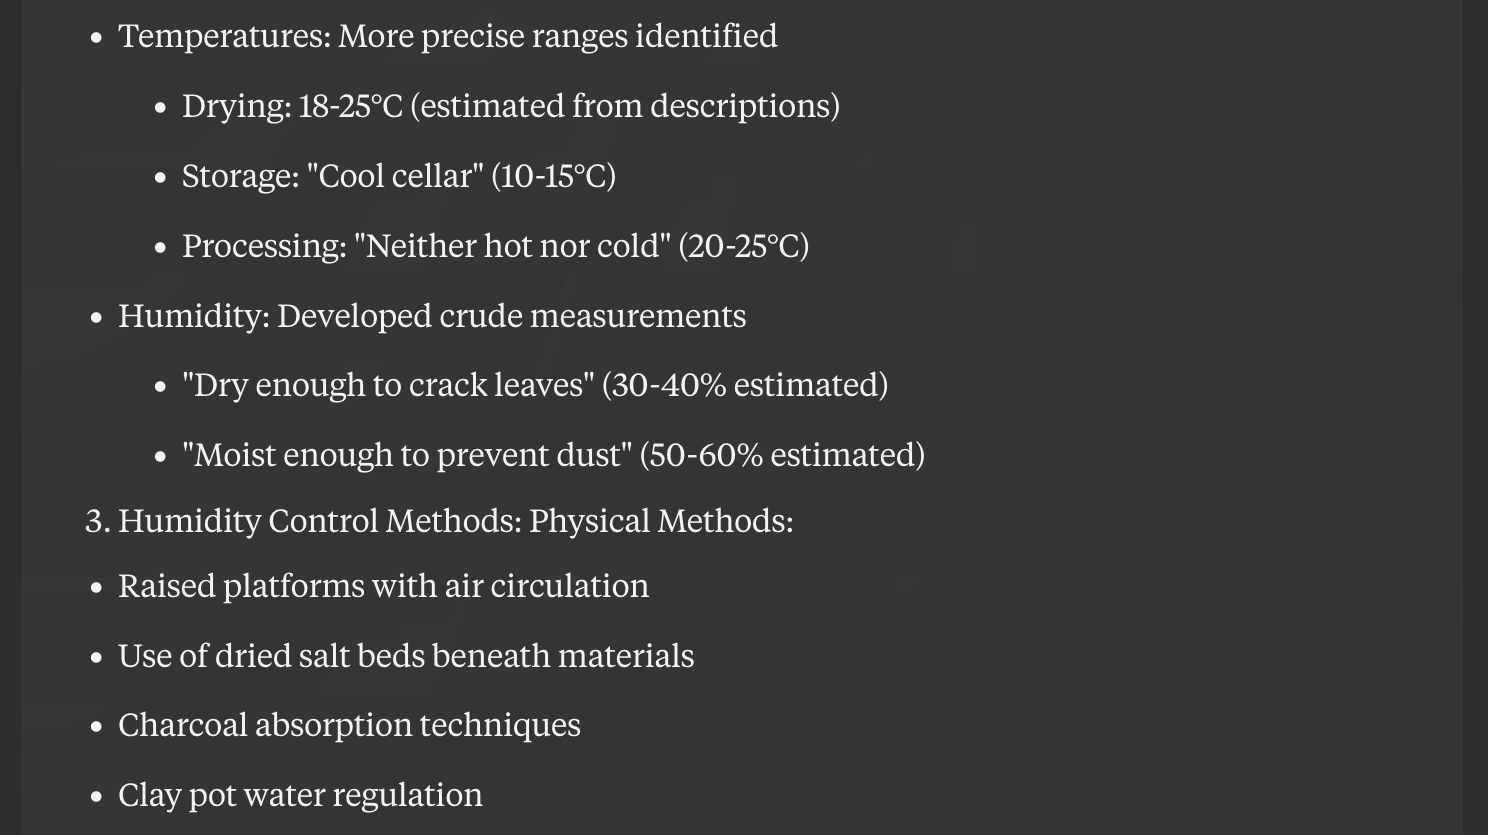 • Temperatures: More precise ranges identified
• Drying: 18-25°C (estimated from descriptions)
• Storage: "Cool cellar" (10-15°C)
• Processing: "Neither hot nor cold" (20-25°C)
• Humidity: Developed crude measurements
• "Dry enough to crack leaves" (30-40% estimated)
• "Moist enough to prevent dust" (50-60% estimated)
3. Humidity Control Methods: Physical Methods:
• Raised platforms with air circulation
• Use of dried salt beds beneath materials
• Charcoal absorption techniques
• Clay pot water regulation